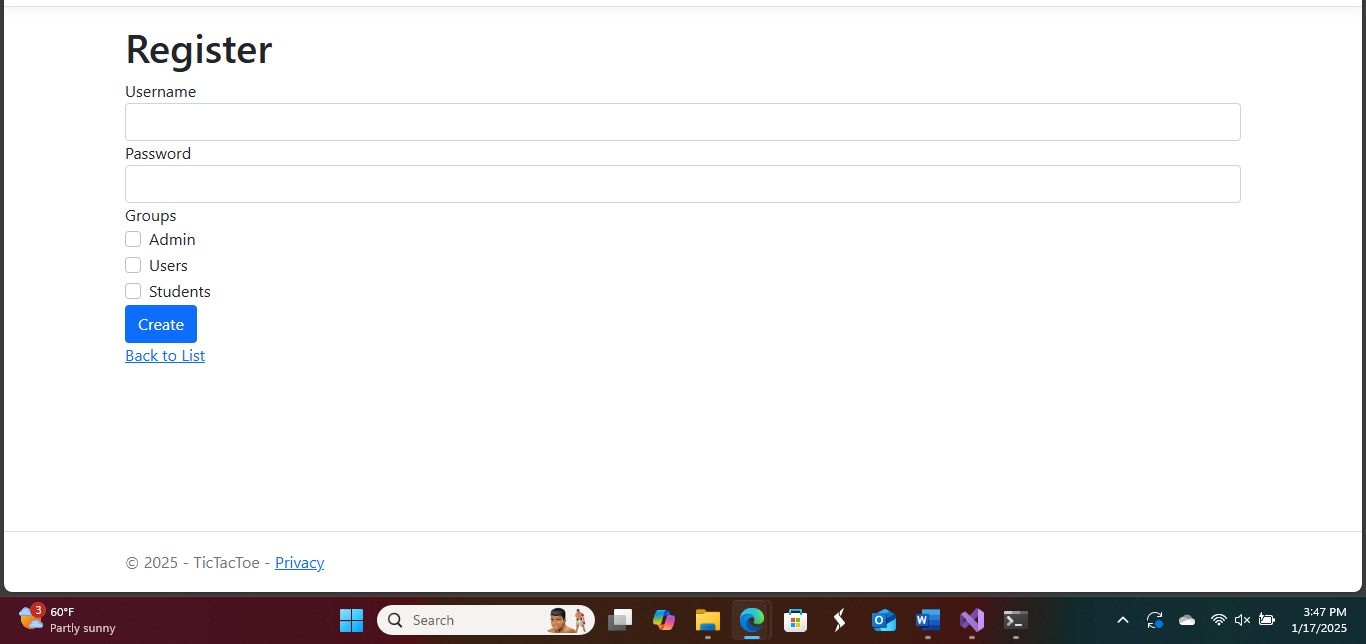 Register
Username
Password
Groups
Admin
Users
Students
Create
Back to List
© 2025 - TicTacToe - Privacy
3
60°F
Partly sunny
Search
3:47 PM
1/17/2025